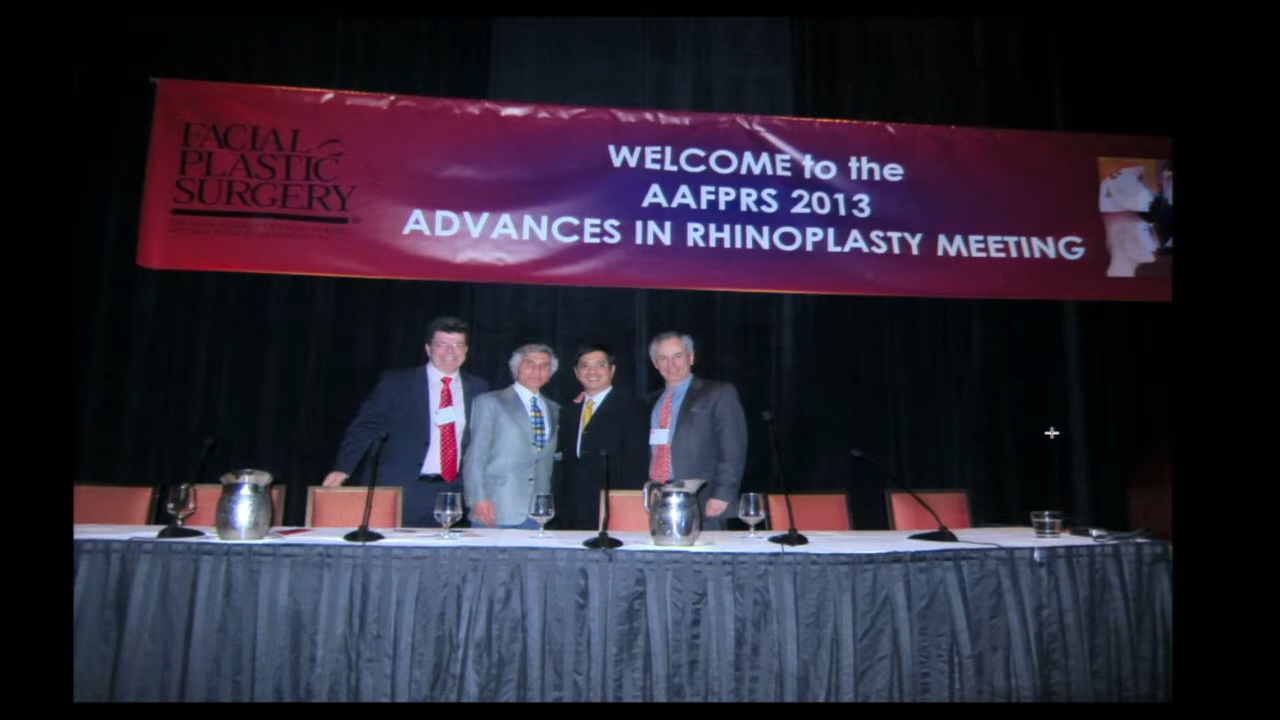 FACIAL
PLASTIC
SURGERY
WELCOME to the
AAFPRS 2013
ADVANCES IN RHINOPLASTY MEETING